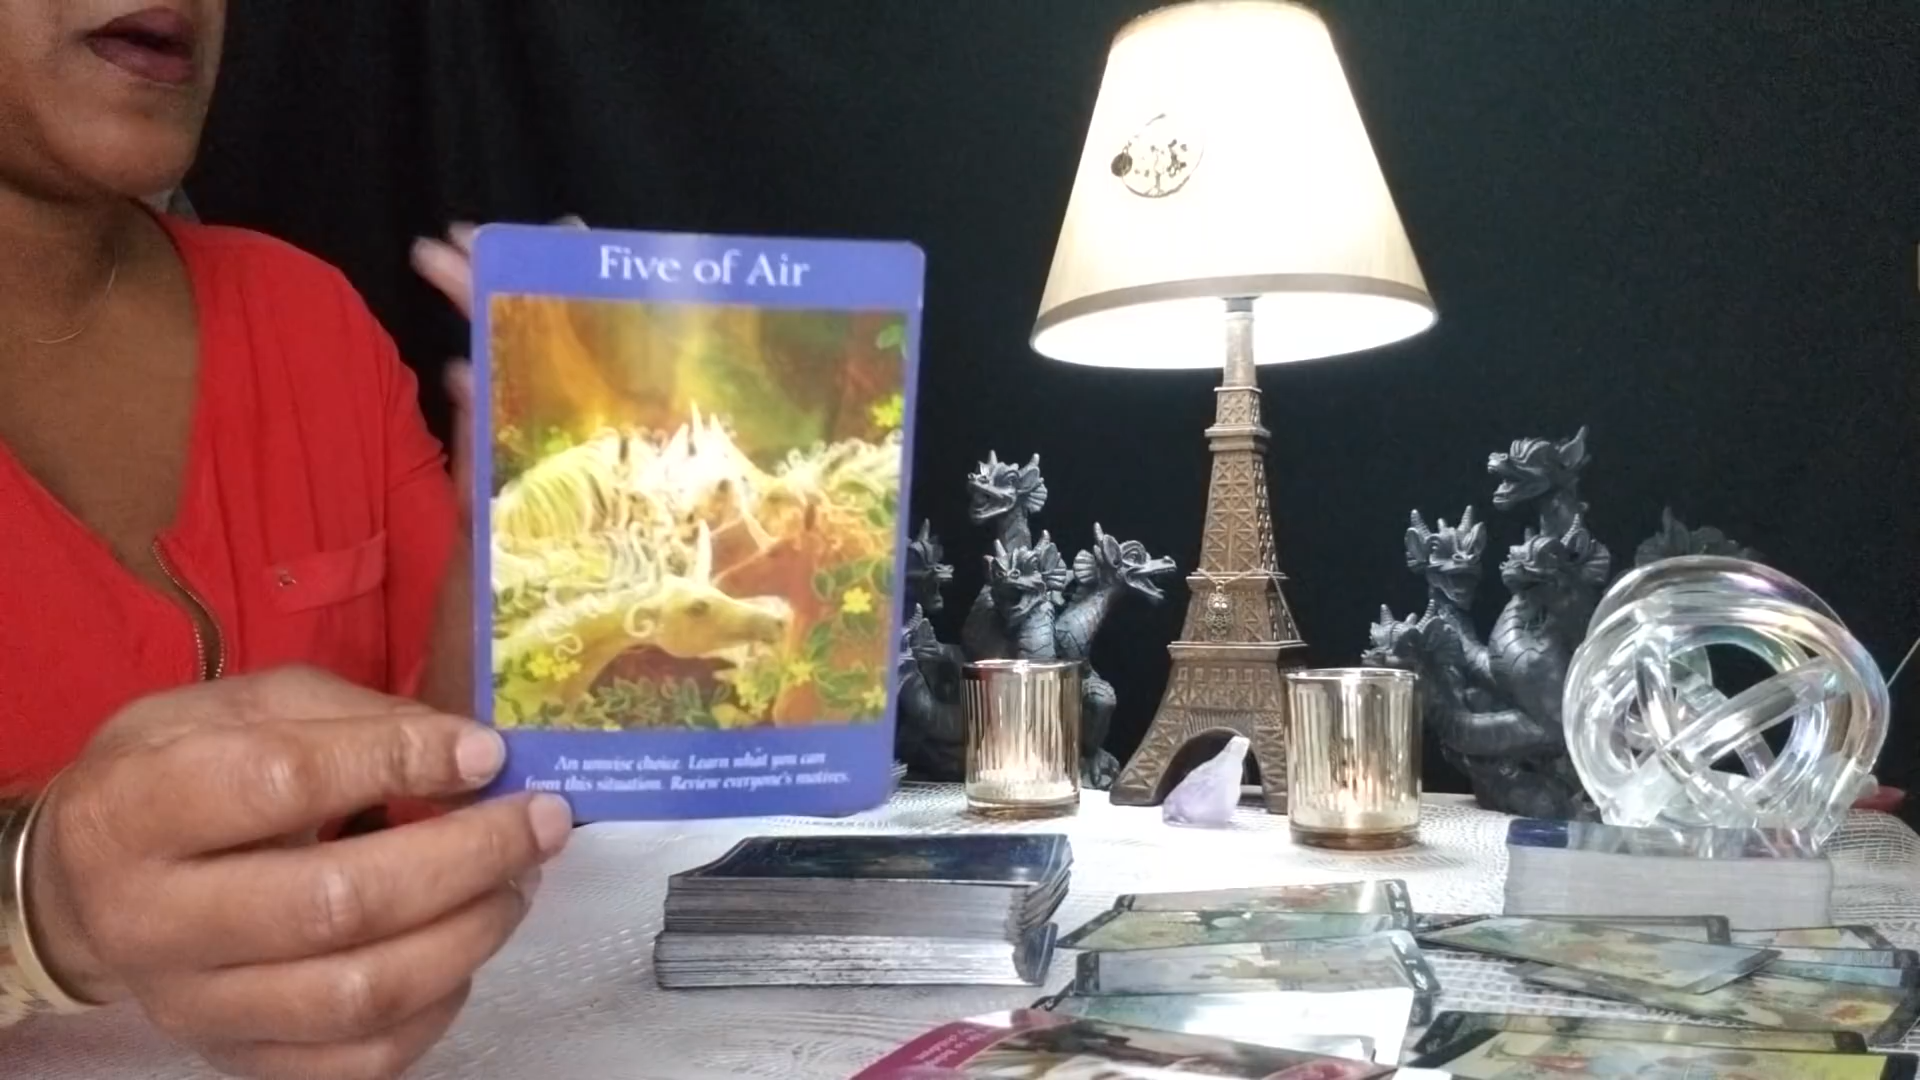 Five of Air
An unwise choice. Learn what you can
from this situation. Review everyone's motives.